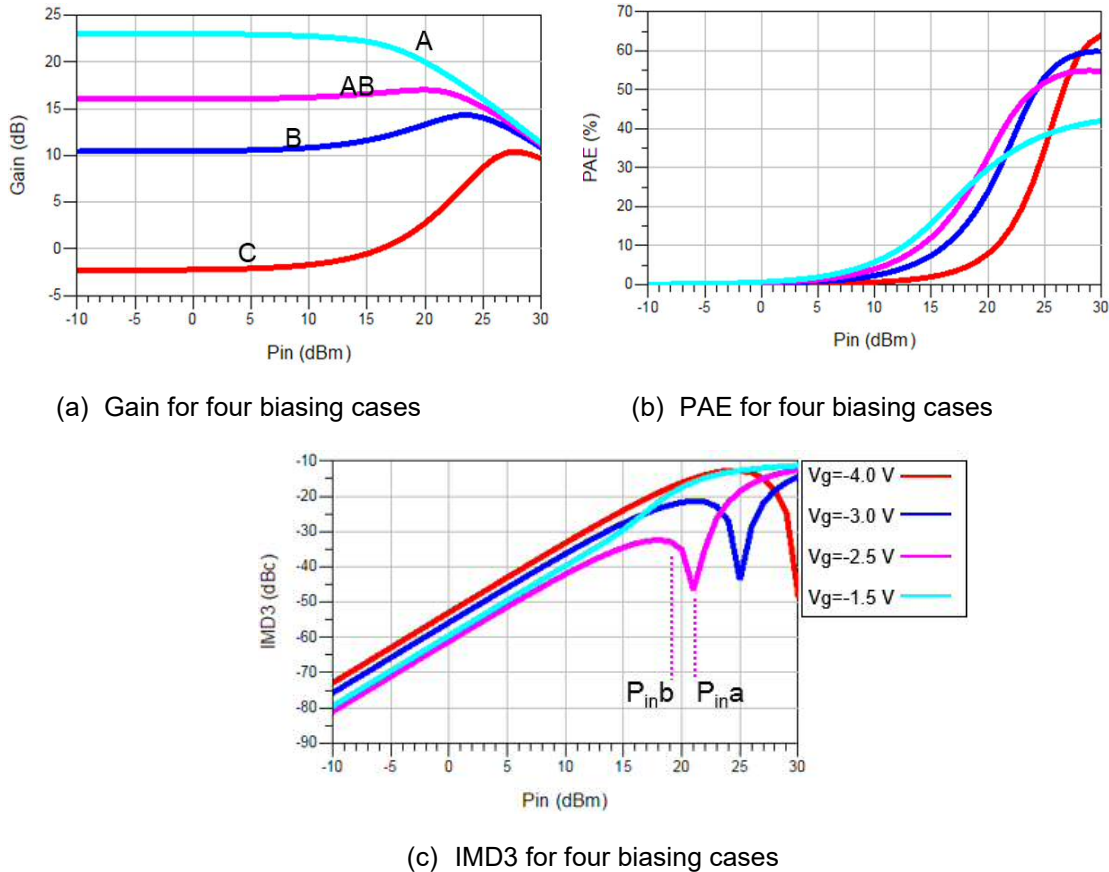 25
20
15
10
5
0
-5
Gain (dB)
A
AB
B
C
-10 -5 0 5 10 15 20 25 30
Pin (dBm)
(a) Gain for four biasing cases
70
60
50
40
30
20
10
0
PAE (%)
-10 -5 0 5 10 15 20 25 30
Pin (dBm)
(b) PAE for four biasing cases
-10
-20
-30
-40
-50
-60
-70
-80
-90
IMD3 (dBc)
Pinb Pina
-10 -5 0 5 10 15 20 25 30
Pin (dBm)
Vg=-4.0 V
Vg=-3.0 V
Vg=-2.5 V
Vg=-1.5 V
(c) IMD3 for four biasing cases